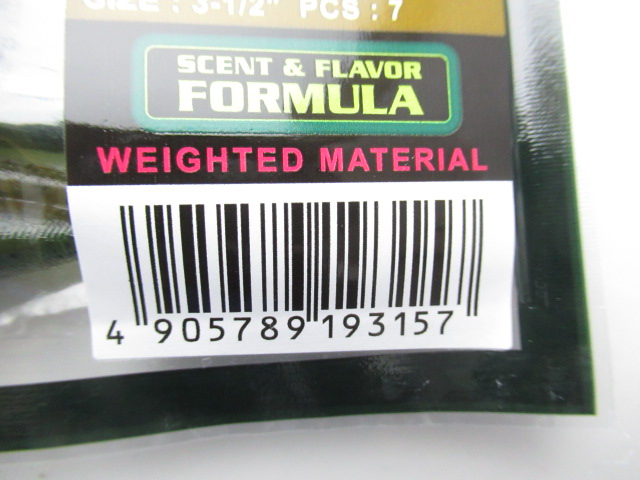 SIZE : 3-1/2" PCS : 7
SCENT & FLAVOR
FORMULA
WEIGHTED MATERIAL
4 905789 193157